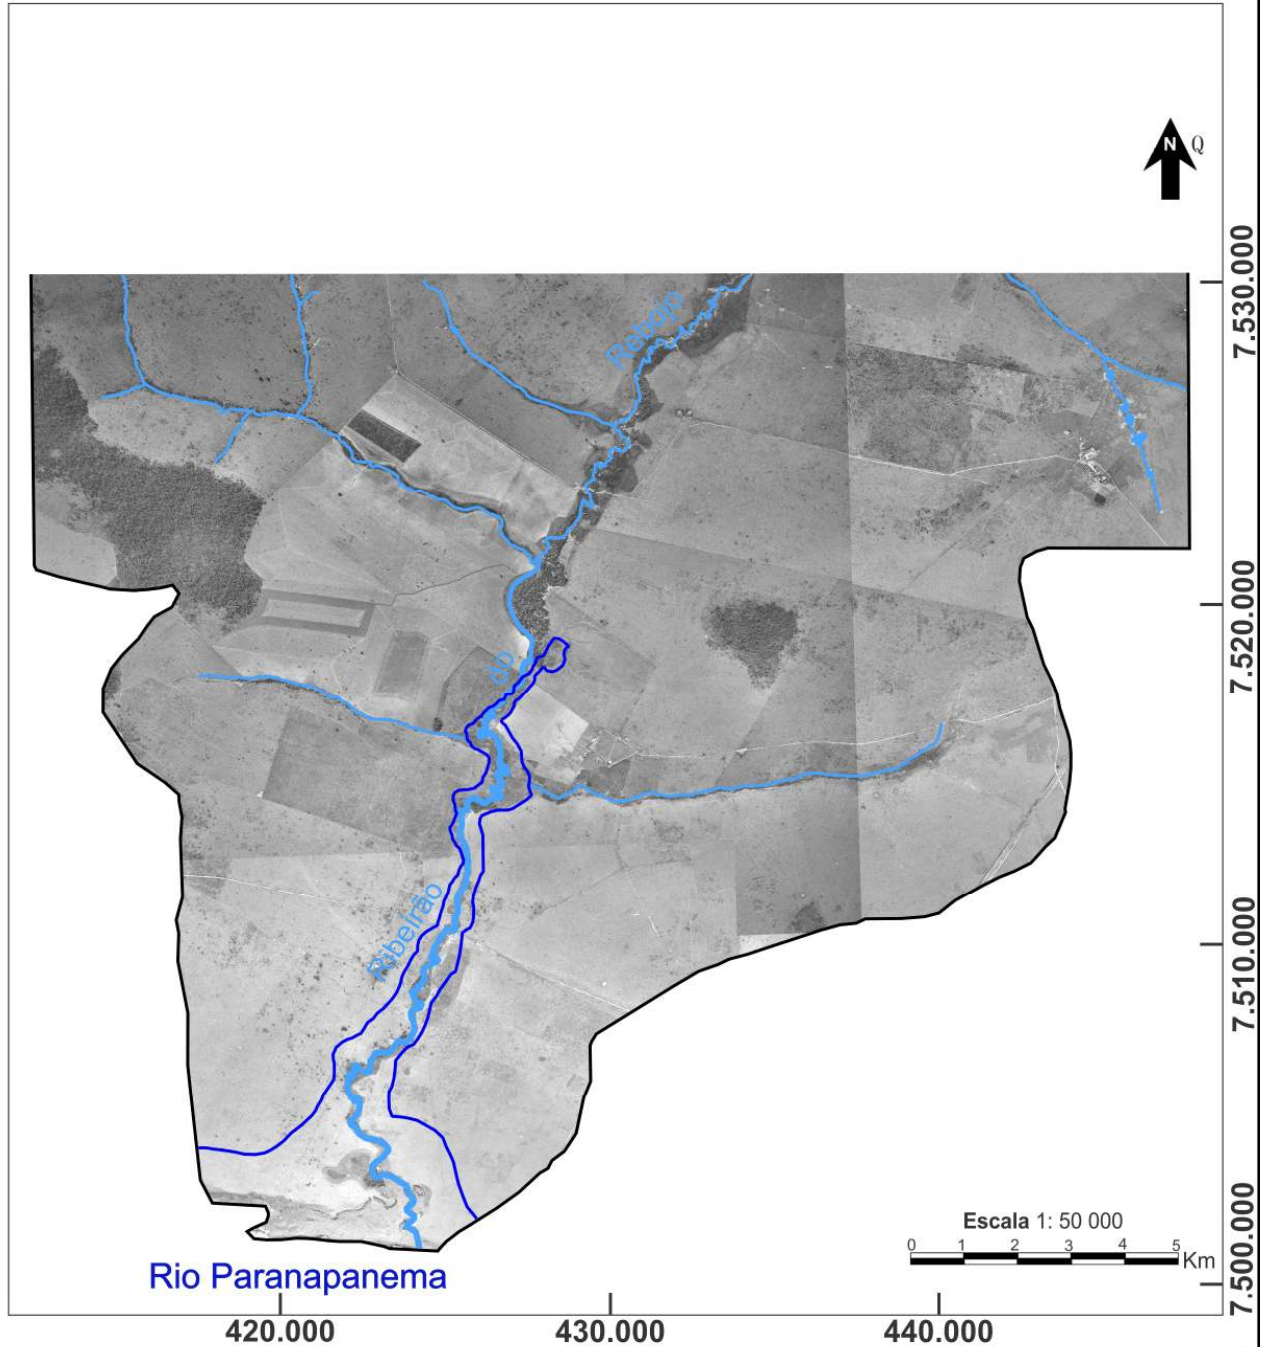 N Q
7.530.000
Rebojo
7.520.000
do
Ribeirão
7.510.000
Escala 1: 50 000
0 1 2 3 4 5
Km
7.500.000
Rio Paranapanema
420.000 430.000 440.000